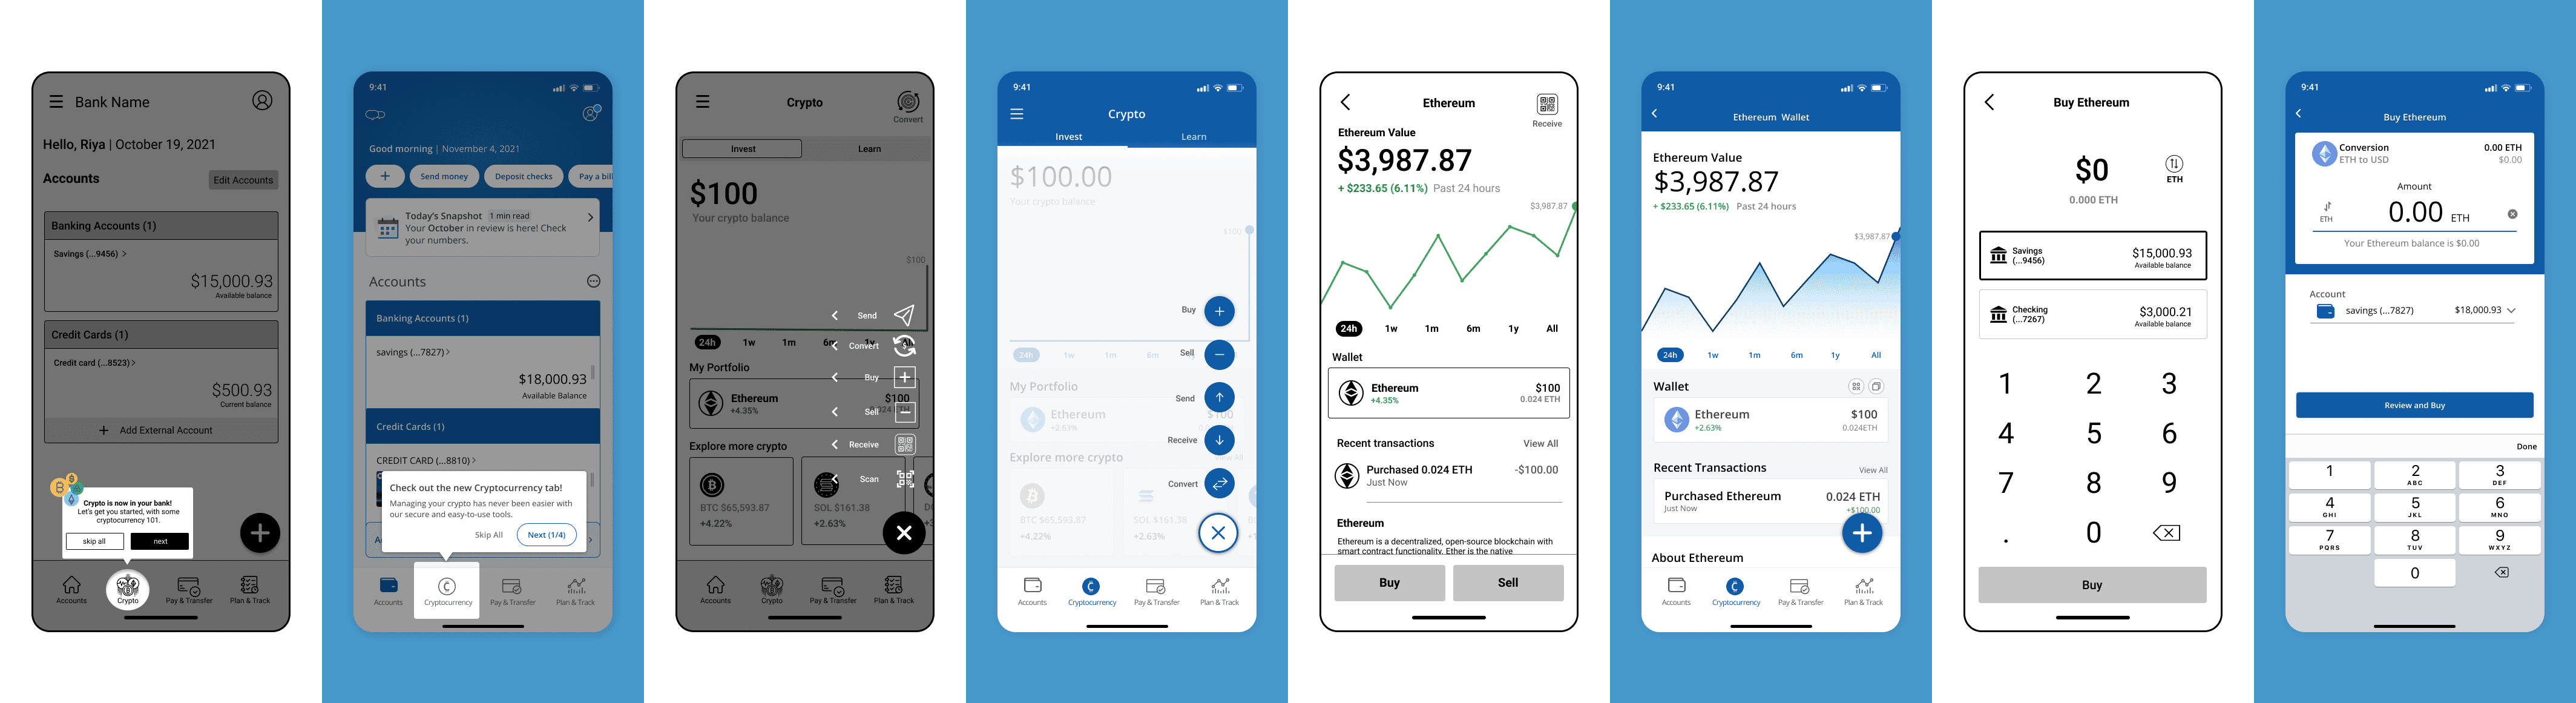 Bank Name
Hello, Riya | October 19, 2021
Accounts
Edit Accounts
Banking Accounts (1)
Savings (...9456) >
$15,000.93
Available balance
Credit Cards (1)
Credit card (...8523) >
$500.93
Current balance
+ Add External Account
Crypto is now in your bank!
Let's get you started, with some
cryptocurrency 101.
skip all
next
Accounts
Crypto
Pay & Transfer
Plan & Track
9:41
Good morning | November 4, 2021
+
Send money
Deposit checks
Pay a bill
Today's Snapshot
1 min read
Your October in review is here! Check
your numbers.
Accounts
Banking Accounts (1)
savings (...7827) >
$18,000.93
Available Balance
Credit Cards (1)
CREDIT CARD (...8810) >
Check out the new Cryptocurrency tab!
Managing your crypto has never been easier with
our secure and easy-to-use tools.
Skip All
Next (1/4)
Accounts
Cryptocurrency
Pay & Transfer
Plan & Track
Crypto
Convert
Invest
Learn
$100
Your crypto balance
$100
Send
24h
1w
1m
6m
1y
Convert
My Portfolio
Buy
Ethereum
+4.35%
$100
0.024 ETH
Sell
Explore more crypto
Receive
Scan
BTC $65,593.87
+4.22%
SOL $161.38
+2.63%
Accounts
Crypto
Pay & Transfer
Plan & Track
9:41
Crypto
Invest
Learn
$100.00
Your crypto balance
$100
Buy
Sell
24h
1w
1m
6m
All
My Portfolio
Send
Ethereum
+2.63%
$100
Receive
Explore more crypto
View All
Convert
BTC $65,593.87
+4.22%
SOL $161.38
+2.63%
Accounts
Cryptocurrency
Pay & Transfer
Plan & Track
Ethereum
Receive
Ethereum Value
$3,987.87
+ $233.65 (6.11%) Past 24 hours
$3,987.87
24h
1w
1m
6m
1y
All
Wallet
Ethereum
+4.35%
$100
0.024 ETH
Recent transactions
View All
Purchased 0.024 ETH
-$100.00
Just Now
Ethereum
Ethereum is a decentralized, open-source blockchain with
smart contract functionality. Ether is the native
Buy
Sell
9:41
Ethereum Wallet
Ethereum Value
$3,987.87
+ $233.65 (6.11%) Past 24 hours
$3,987.87
24h
1w
1m
6m
1y
All
Wallet
Ethereum
+2.63%
$100
0.024ETH
Recent Transactions
View All
Purchased Ethereum
0.024 ETH
Just Now
+$100.00
About Ethereum
Accounts
Cryptocurrency
Pay & Transfer
Plan & Track
Buy Ethereum
$0
ETH
0.000 ETH
Savings
(...9456)
$15,000.93
Available balance
Checking
(...7267)
$3,000.21
Available balance
1 2 3
4 5 6
7 8 9
. 0
Buy
9:41
Buy Ethereum
Conversion
0.00 ETH
ETH to USD
$0.00
Amount
ETH
0.00 ETH
Your Ethereum balance is $0.00
Account
savings (...7827)
$18,000.93
Review and Buy
Done
1
2
ABC
3
DEF
4
GHI
5
JKL
6
MNO
7
PQRS
8
TUV
9
WXYZ
0